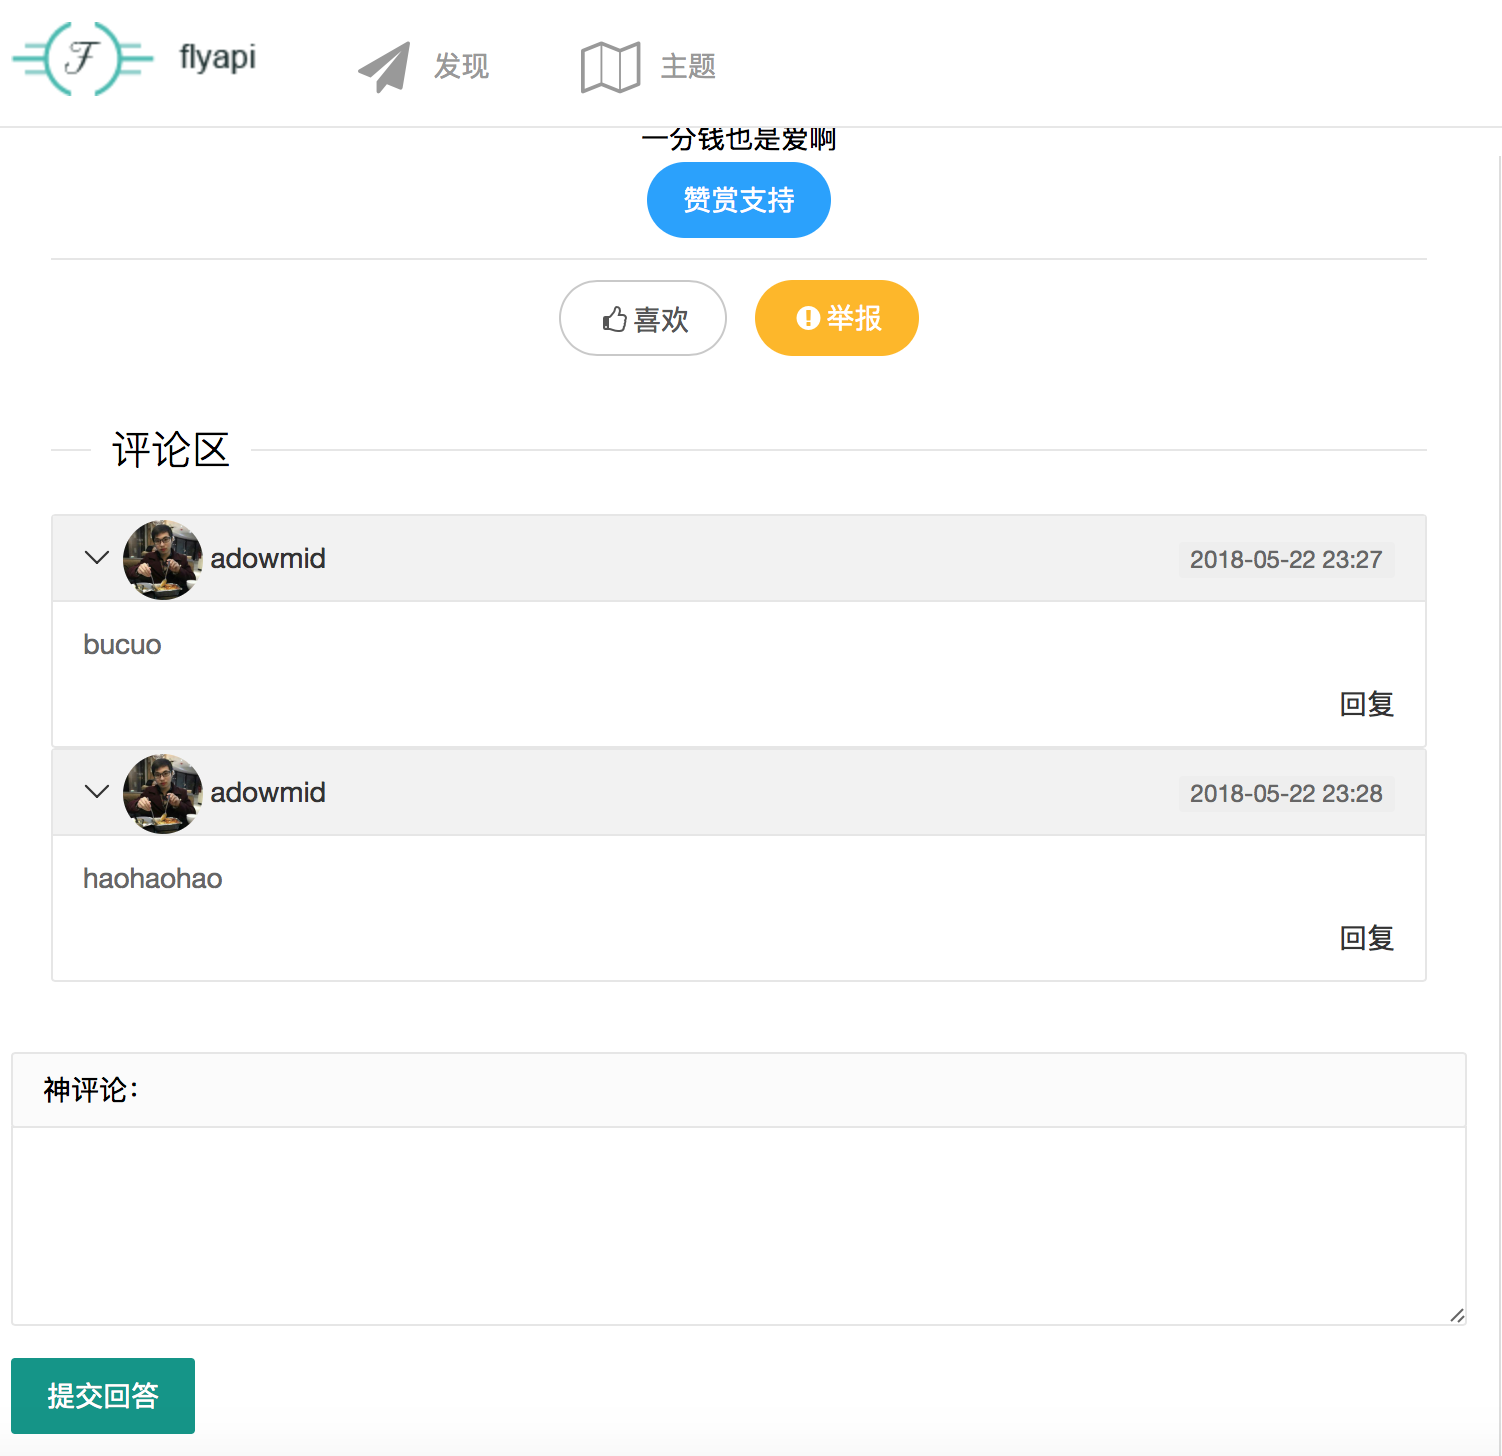 flyapi
发现
主题
一分钱也是爱啊
赞赏支持
喜欢
举报
评论区
adowmid
2018-05-22 23:27
bucuo
回复
adowmid
2018-05-22 23:28
haohaohao
回复
神评论：
提交回答